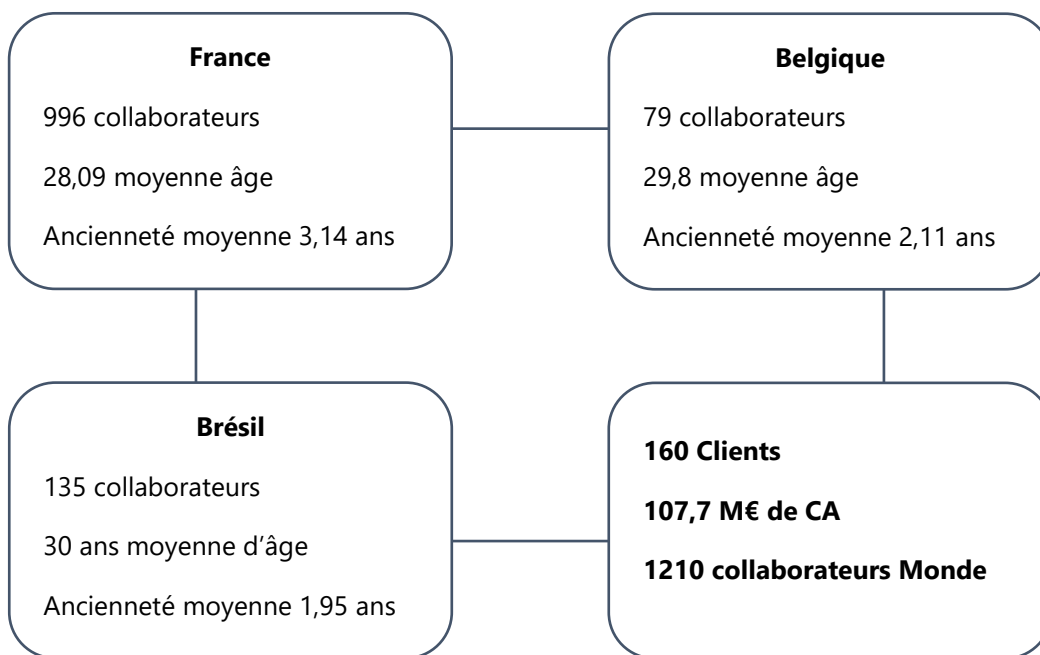 France
996 collaborateurs
28,09 moyenne âge
Ancienneté moyenne 3,14 ans
Belgique
79 collaborateurs
29,8 moyenne âge
Ancienneté moyenne 2,11 ans
Brésil
135 collaborateurs
30 ans moyenne d’âge
Ancienneté moyenne 1,95 ans
160 Clients
107,7 M€ de CA
1210 collaborateurs Monde